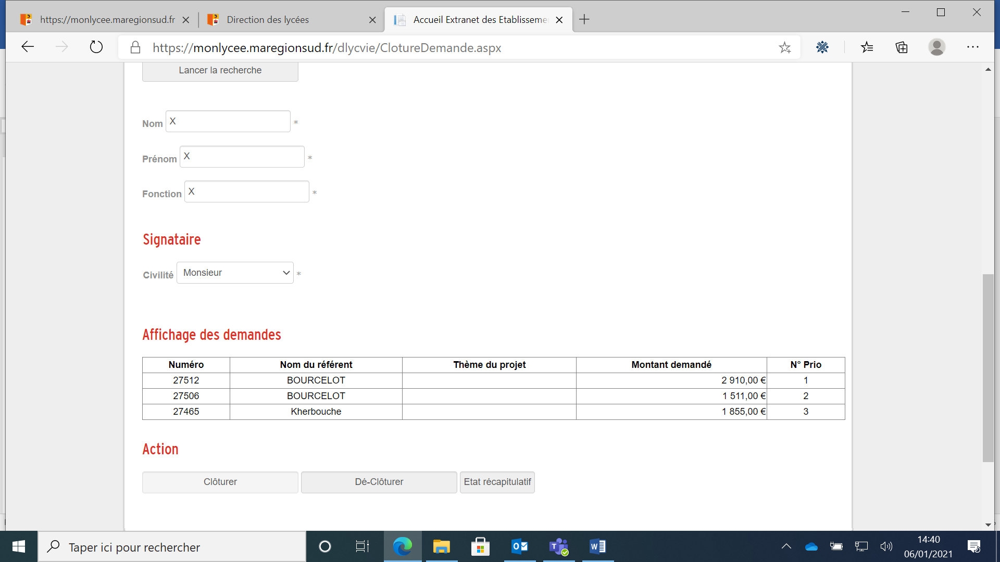 https://monlycee.maregionsud.fr
Direction des lycées
Accueil Extranet des Etablisseme
https://monlycee.maregionsud.fr/dlycvie/ClotureDemande.aspx
Lancer la recherche
Nom X *
Prénom X *
Fonction X *
Signataire
Civilité Monsieur *
Affichage des demandes
Numéro Nom du référent Thème du projet Montant demandé N° Prio
27512 BOURCELOT 2 910,00 € 1
27506 BOURCELOT 1 511,00 € 2
27465 Kherbouche 1 855,00 € 3
Action
Clôturer Dé-Clôturer Etat récapitulatif
Taper ici pour rechercher
14:40
06/01/2021